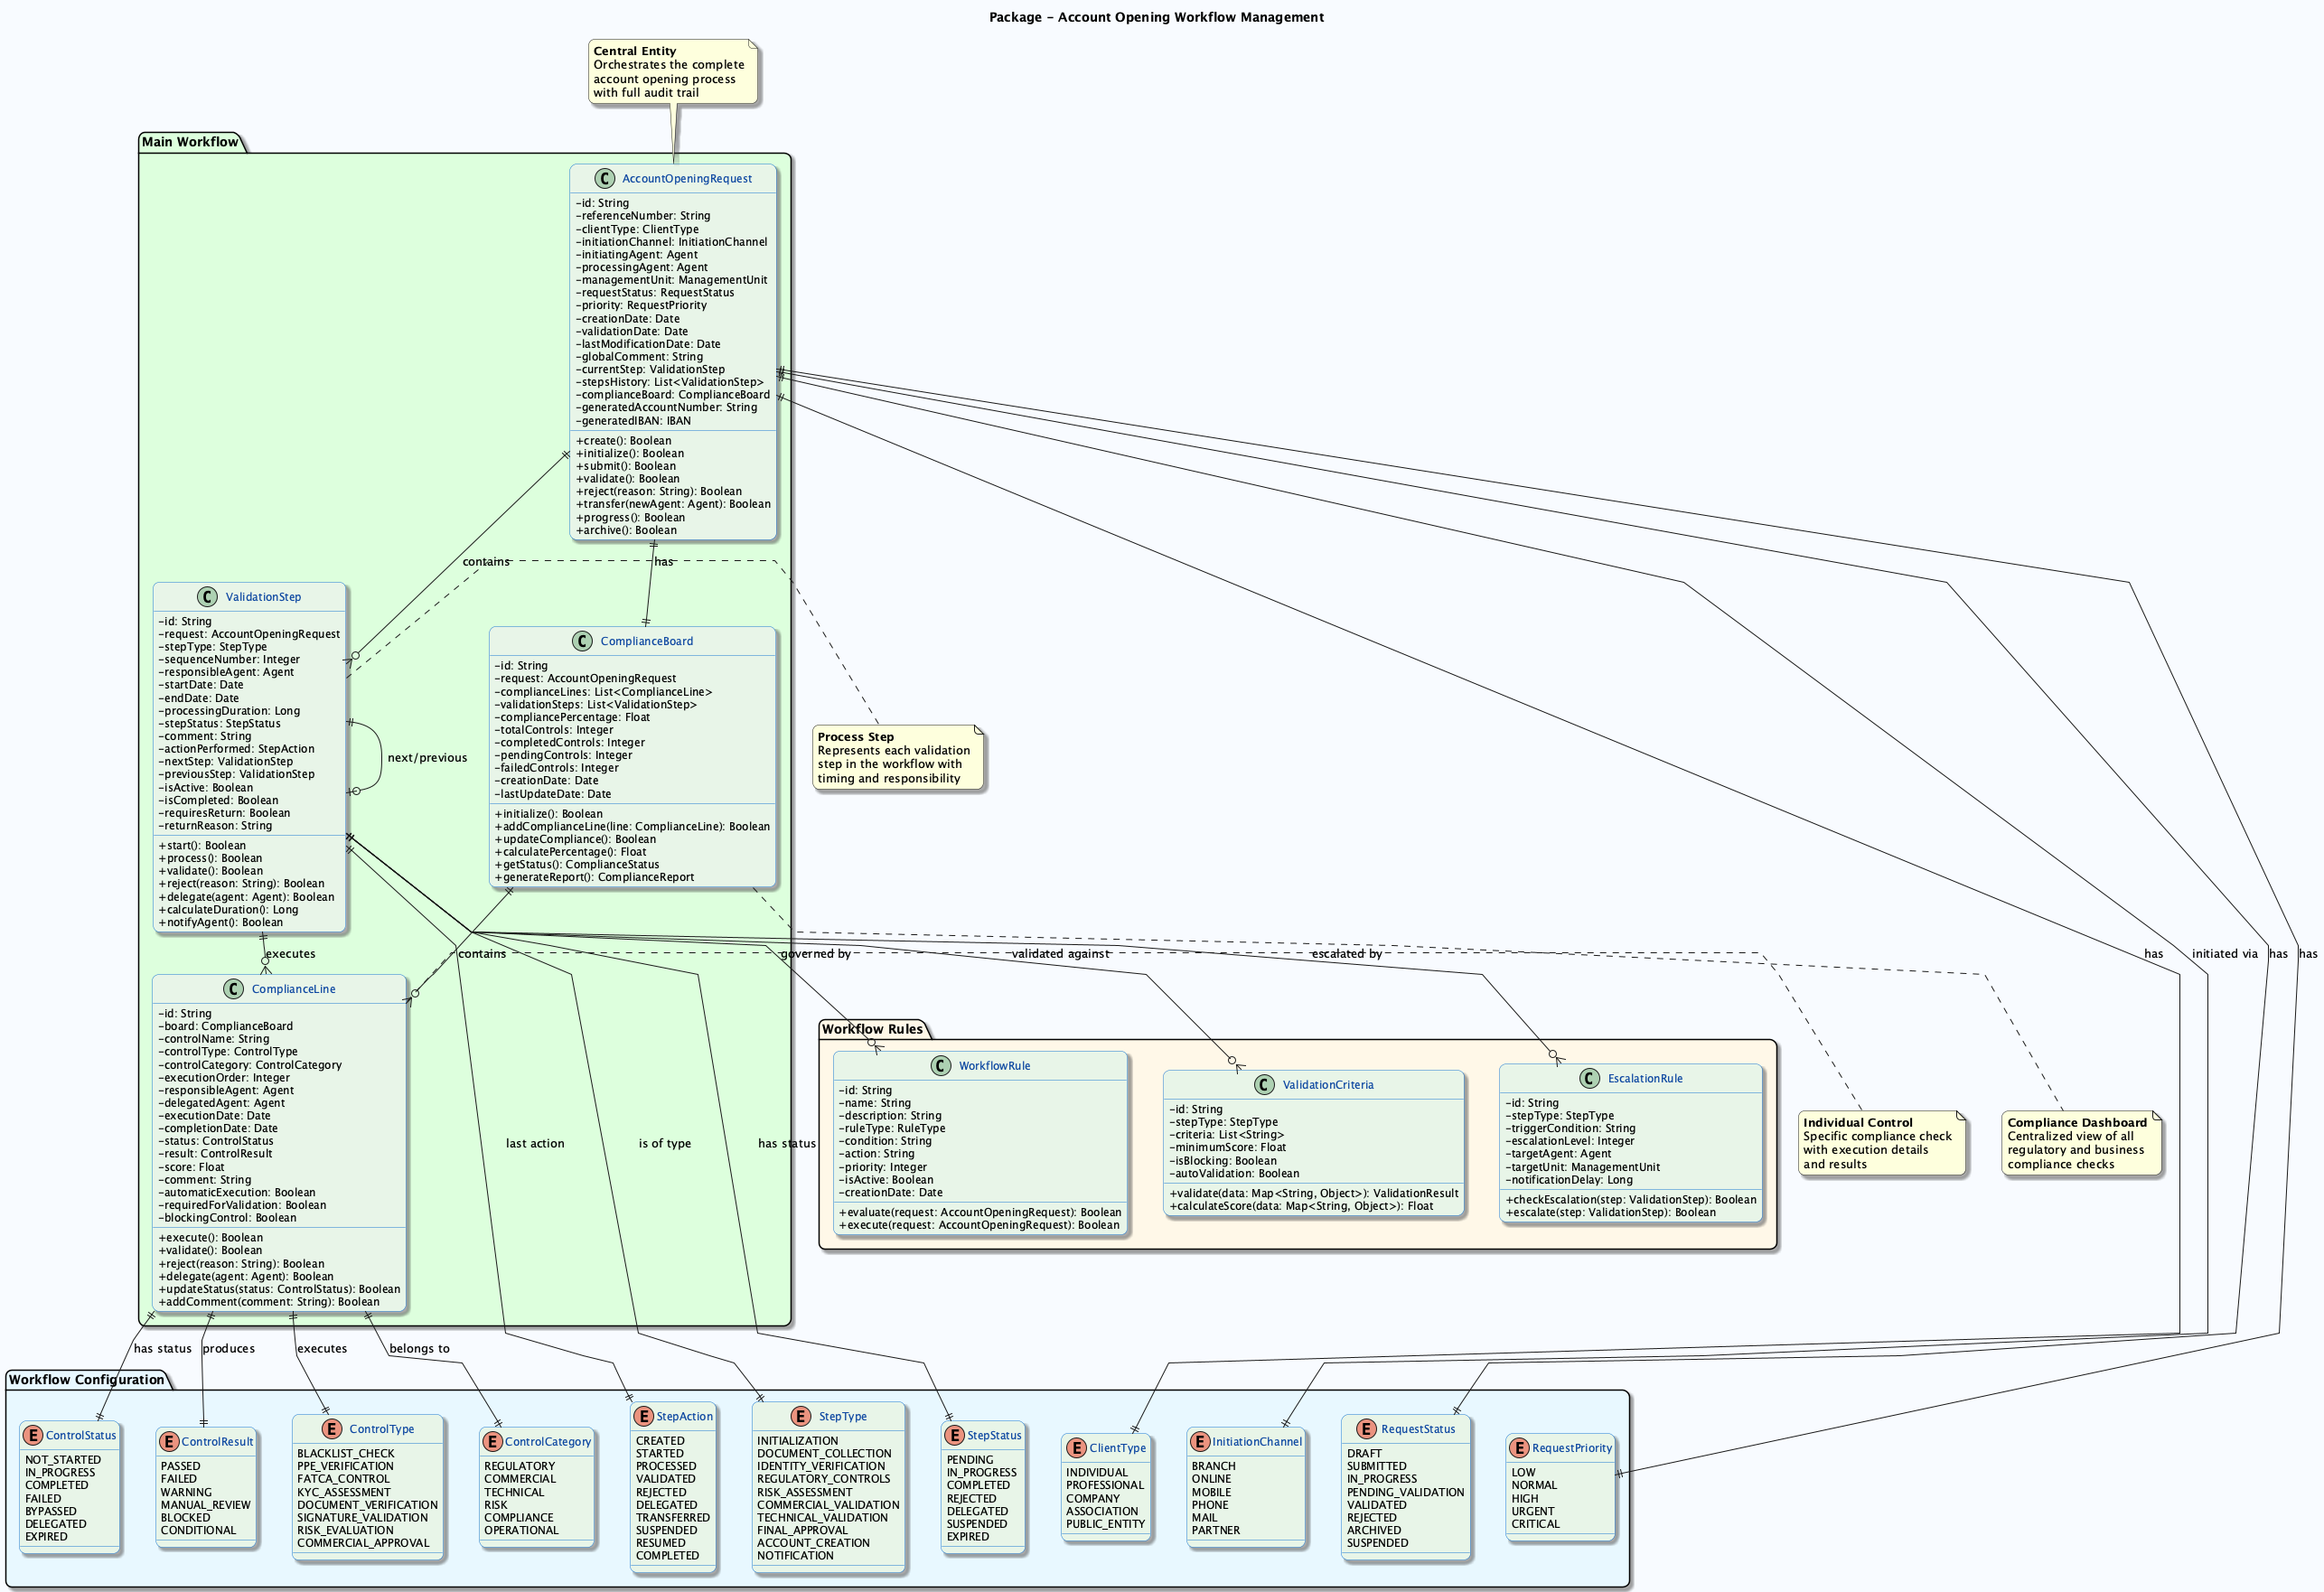 Package - Account Opening Workflow Management
Central Entity
Orchestrates the complete
account opening process
with full audit trail
Main Workflow
C AccountOpeningRequest
-id: String
-referenceNumber: String
-clientType: ClientType
-initiationChannel: InitiationChannel
-initiatingAgent: Agent
-processingAgent: Agent
-managementUnit: ManagementUnit
-requestStatus: RequestStatus
-priority: RequestPriority
-creationDate: Date
-validationDate: Date
-lastModificationDate: Date
-globalComment: String
-currentStep: ValidationStep
-stepsHistory: List<ValidationStep>
-complianceBoard: ComplianceBoard
-generatedAccountNumber: String
-generatedIBAN: IBAN
+create(): Boolean
+initialize(): Boolean
+submit(): Boolean
+validate(): Boolean
+reject(reason: String): Boolean
+transfer(newAgent: Agent): Boolean
+progress(): Boolean
+archive(): Boolean
contains
has
C ValidationStep
-id: String
-request: AccountOpeningRequest
-stepType: StepType
-sequenceNumber: Integer
-responsibleAgent: Agent
-startDate: Date
-endDate: Date
-processingDuration: Long
-stepStatus: StepStatus
-comment: String
-actionPerformed: StepAction
-nextStep: ValidationStep
-previousStep: ValidationStep
-isActive: Boolean
-isCompleted: Boolean
-requiresReturn: Boolean
-returnReason: String
+start(): Boolean
+process(): Boolean
+validate(): Boolean
+reject(reason: String): Boolean
+delegate(agent: Agent): Boolean
+calculateDuration(): Long
+notifyAgent(): Boolean
next/previous
C ComplianceBoard
-id: String
-request: AccountOpeningRequest
-complianceLines: List<ComplianceLine>
-validationSteps: List<ValidationStep>
-compliancePercentage: Float
-totalControls: Integer
-completedControls: Integer
-pendingControls: Integer
-failedControls: Integer
-creationDate: Date
-lastUpdateDate: Date
+initialize(): Boolean
+addComplianceLine(line: ComplianceLine): Boolean
+updateCompliance(): Boolean
+calculatePercentage(): Float
+getStatus(): ComplianceStatus
+generateReport(): ComplianceReport
Process Step
Represents each validation
step in the workflow with
timing and responsibility
executes
contains
governed by
validated against
escalated by
has
initiated via
has
has
C ComplianceLine
-id: String
-board: ComplianceBoard
-controlName: String
-controlType: ControlType
-controlCategory: ControlCategory
-executionOrder: Integer
-responsibleAgent: Agent
-delegatedAgent: Agent
-executionDate: Date
-completionDate: Date
-status: ControlStatus
-result: ControlResult
-score: Float
-comment: String
-automaticExecution: Boolean
-requiredForValidation: Boolean
-blockingControl: Boolean
+execute(): Boolean
+validate(): Boolean
+reject(reason: String): Boolean
+delegate(agent: Agent): Boolean
+updateStatus(status: ControlStatus): Boolean
+addComment(comment: String): Boolean
last action
is of type
has status
Workflow Rules
C WorkflowRule
-id: String
-name: String
-description: String
-ruleType: RuleType
-condition: String
-action: String
-priority: Integer
-isActive: Boolean
-creationDate: Date
+evaluate(request: AccountOpeningRequest): Boolean
+execute(request: AccountOpeningRequest): Boolean
C ValidationCriteria
-id: String
-stepType: StepType
-criteria: List<String>
-minimumScore: Float
-isBlocking: Boolean
-autoValidation: Boolean
+validate(data: Map<String, Object>): ValidationResult
+calculateScore(data: Map<String, Object>): Float
C EscalationRule
-id: String
-stepType: StepType
-triggerCondition: String
-escalationLevel: Integer
-targetAgent: Agent
-targetUnit: ManagementUnit
-notificationDelay: Long
+checkEscalation(step: ValidationStep): Boolean
+escalate(step: ValidationStep): Boolean
Individual Control
Specific compliance check
with execution details
and results
Compliance Dashboard
Centralized view of all
regulatory and business
compliance checks
has status
produces
executes
belongs to
Workflow Configuration
E ControlStatus
NOT_STARTED
IN_PROGRESS
COMPLETED
FAILED
BYPASSED
DELEGATED
EXPIRED
E ControlResult
PASSED
FAILED
WARNING
MANUAL_REVIEW
BLOCKED
CONDITIONAL
E ControlType
BLACKLIST_CHECK
PPE_VERIFICATION
FATCA_CONTROL
KYC_ASSESSMENT
DOCUMENT_VERIFICATION
SIGNATURE_VALIDATION
RISK_EVALUATION
COMMERCIAL_APPROVAL
E ControlCategory
REGULATORY
COMMERCIAL
TECHNICAL
RISK
COMPLIANCE
OPERATIONAL
E StepAction
CREATED
STARTED
PROCESSED
VALIDATED
REJECTED
DELEGATED
TRANSFERRED
SUSPENDED
RESUMED
COMPLETED
E StepType
INITIALIZATION
DOCUMENT_COLLECTION
IDENTITY_VERIFICATION
REGULATORY_CONTROLS
RISK_ASSESSMENT
COMMERCIAL_VALIDATION
TECHNICAL_VALIDATION
FINAL_APPROVAL
ACCOUNT_CREATION
NOTIFICATION
E StepStatus
PENDING
IN_PROGRESS
COMPLETED
REJECTED
DELEGATED
SUSPENDED
EXPIRED
E ClientType
INDIVIDUAL
PROFESSIONAL
COMPANY
ASSOCIATION
PUBLIC_ENTITY
E InitiationChannel
BRANCH
ONLINE
MOBILE
PHONE
MAIL
PARTNER
E RequestStatus
DRAFT
SUBMITTED
IN_PROGRESS
PENDING_VALIDATION
VALIDATED
REJECTED
ARCHIVED
SUSPENDED
E RequestPriority
LOW
NORMAL
HIGH
URGENT
CRITICAL